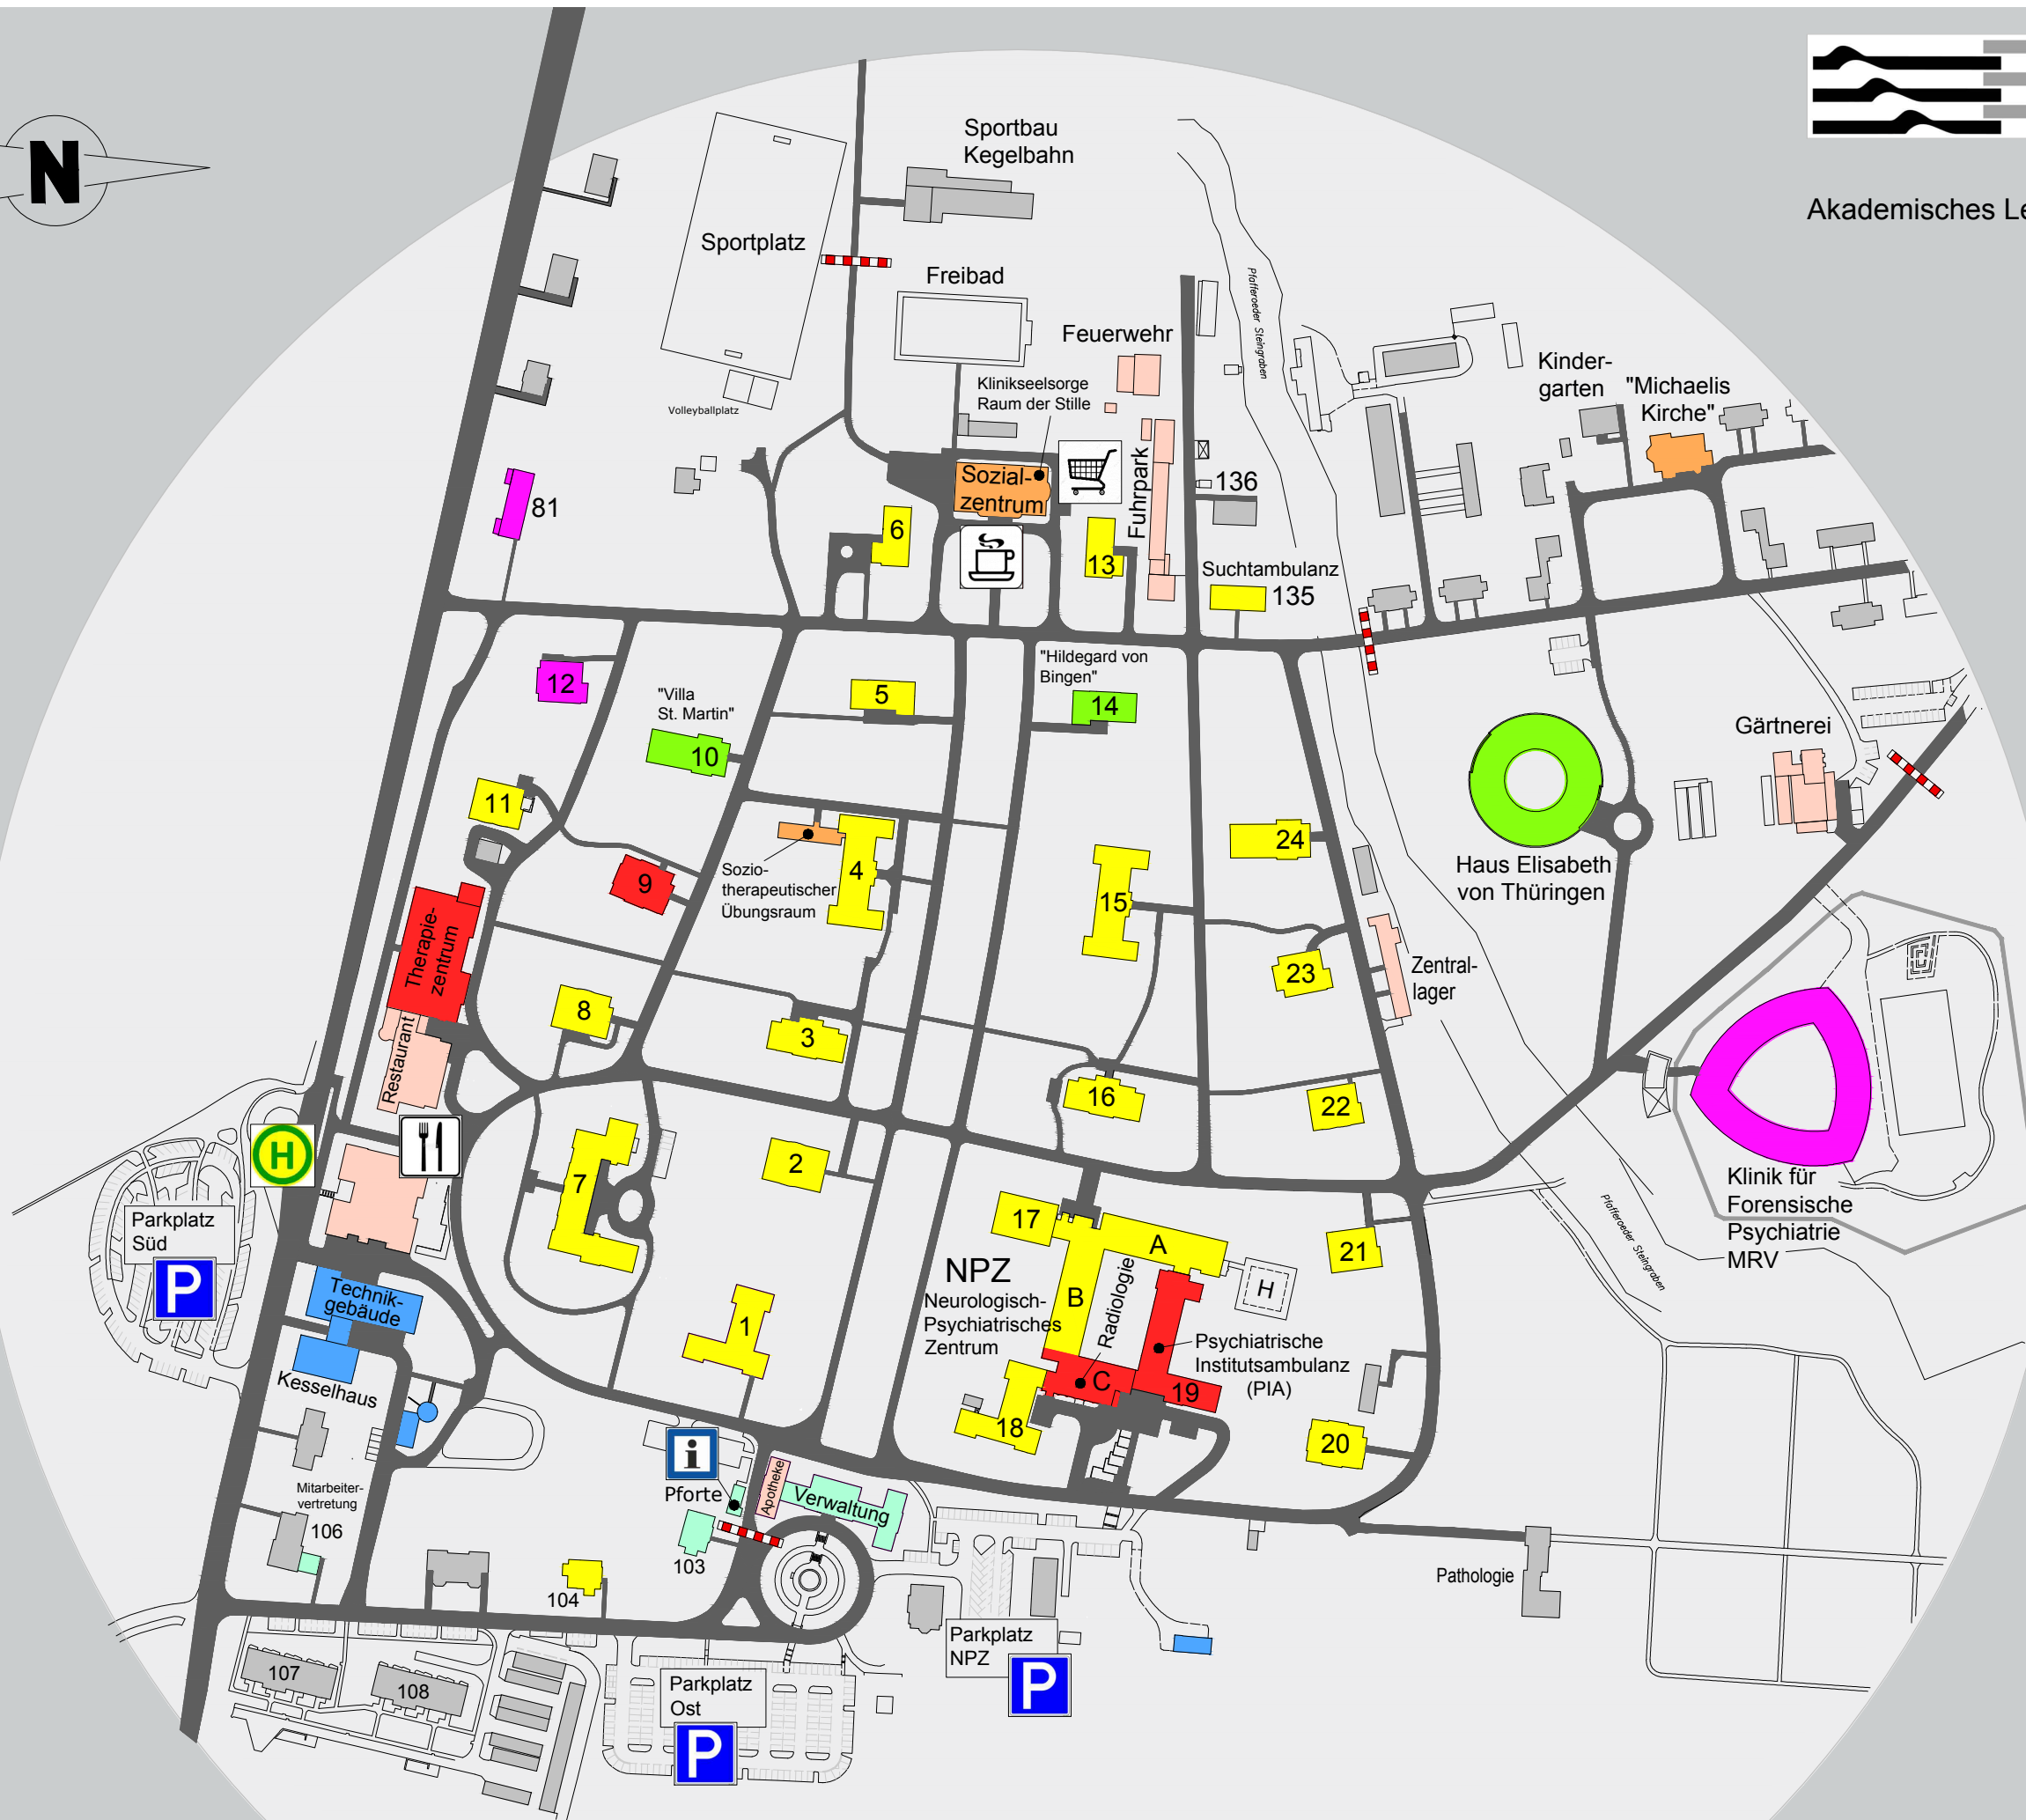 N
Akademisches Le
Sportbau
Kegelbahn
Sportplatz
Freibad
Feuerwehr
Pfafferoeder Steingraben
Klinikseelsorge
Raum der Stille
Volleyballplatz
Kinder-
garten
"Michaelis
Kirche"
Sozial-
zentrum
Fuhrpark
136
81
6
13
Suchtambulanz
135
12
"Villa
St. Martin"
10
5
"Hildegard von
Bingen"
14
Gärtnerei
11
9
Sozio-
therapeutischer
Übungsraum
4
15
24
Haus Elisabeth
von Thüringen
Therapie-
zentrum
8
3
23
Zentral-
lager
Restaurant
16
22
H
7
2
Klinik für
Forensische
Psychiatrie
MRV
Pfafferoeder Steingraben
Parkplatz
Süd
P
17
A
21
NPZ
Neurologisch-
Psychiatrisches
Zentrum
B
Radiologie
H
Technik-
gebäude
1
Psychiatrische
Institutsambulanz
(PIA)
Kesselhaus
C
19
18
20
i
Pforte
Apotheke
Verwaltung
Mitarbeiter-
vertretung
106
103
104
Pathologie
107
108
Parkplatz
NPZ
P
Parkplatz
Ost
P